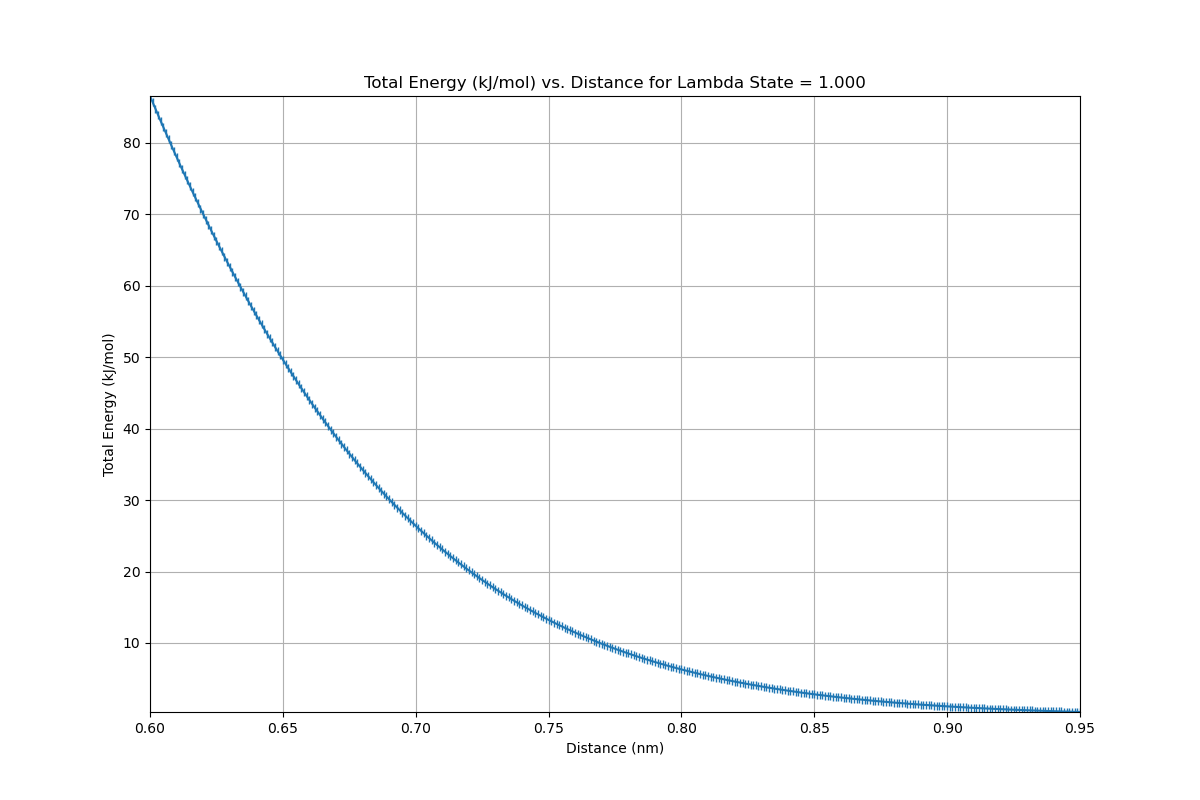 Total Energy (kJ/mol) vs. Distance for Lambda State = 1.000
80
70
60
50
40
30
20
10
Total Energy (kJ/mol)
0.60 0.65 0.70 0.75 0.80 0.85 0.90 0.95
Distance (nm)